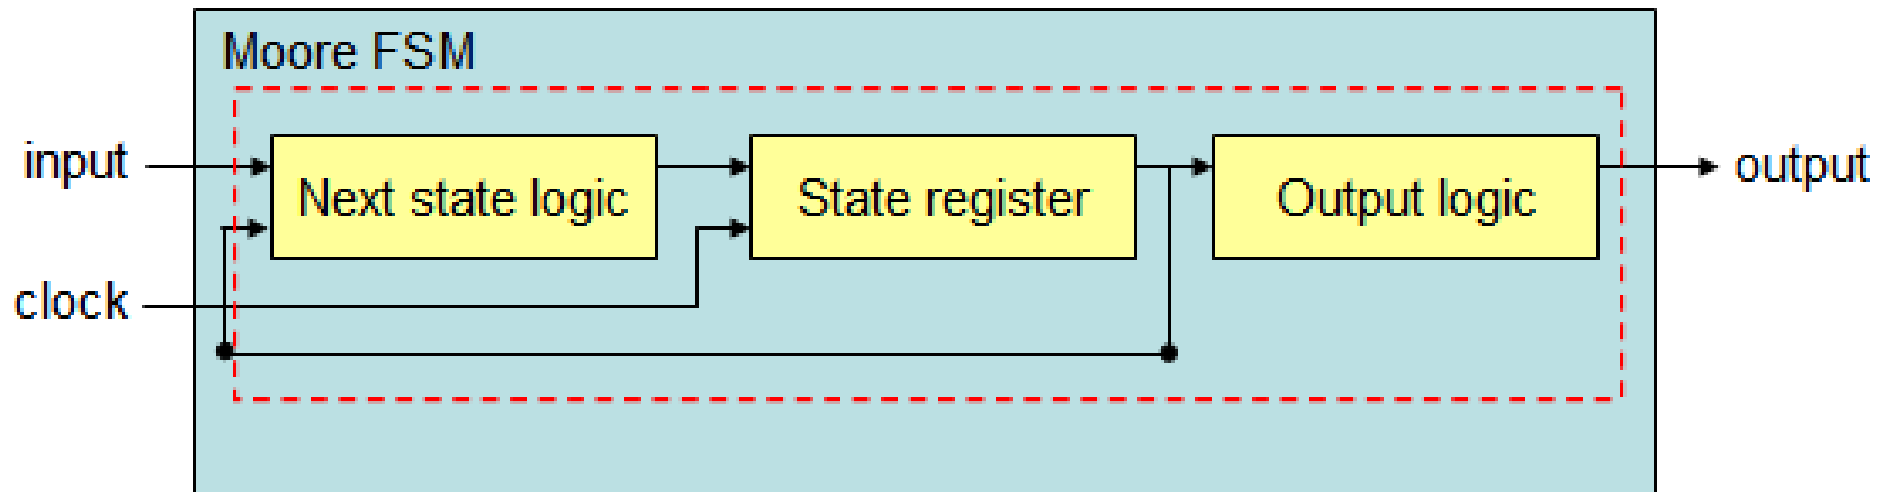 Moore FSM
input
Next state logic
State register
Output logic
output
clock